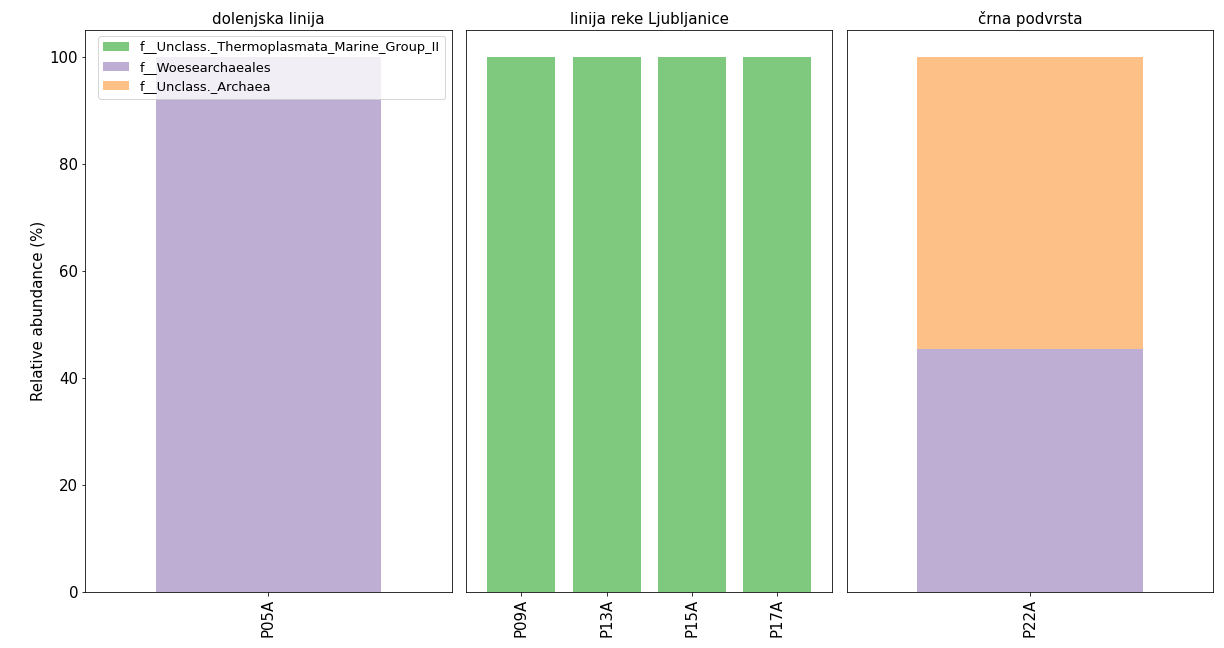 dolenjska linija
linija reke Ljubljanice
črna podvrsta
f__Unclass._Thermoplasmata_Marine_Group_II
f__Woesearchaeales
f__Unclass._Archaea
Relative abundance (%)
100
80
60
40
20
0
P05A
P09A
P13A
P15A
P17A
P22A